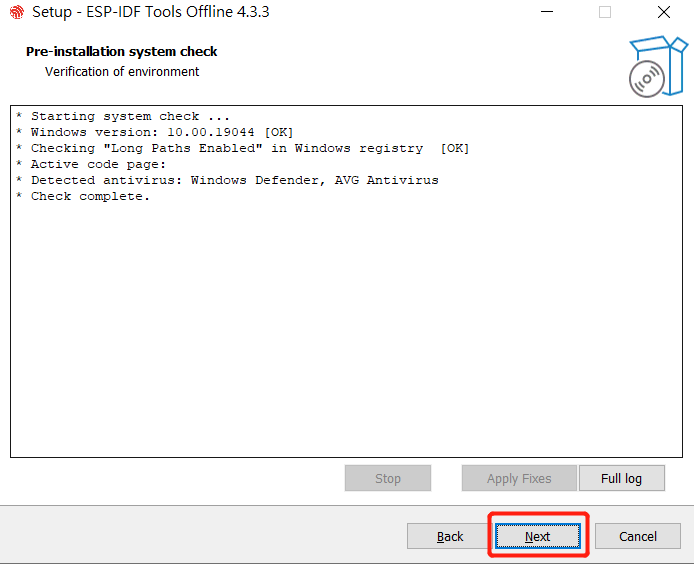 Setup - ESP-IDF Tools Offline 4.3.3
Pre-installation system check
Verification of environment
* Starting system check ...
* Windows version: 10.00.19044 [OK]
* Checking "Long Paths Enabled" in Windows registry  [OK]
* Active code page:
* Detected antivirus: Windows Defender, AVG Antivirus
* Check complete.
Stop Apply Fixes Full log
Back Next Cancel